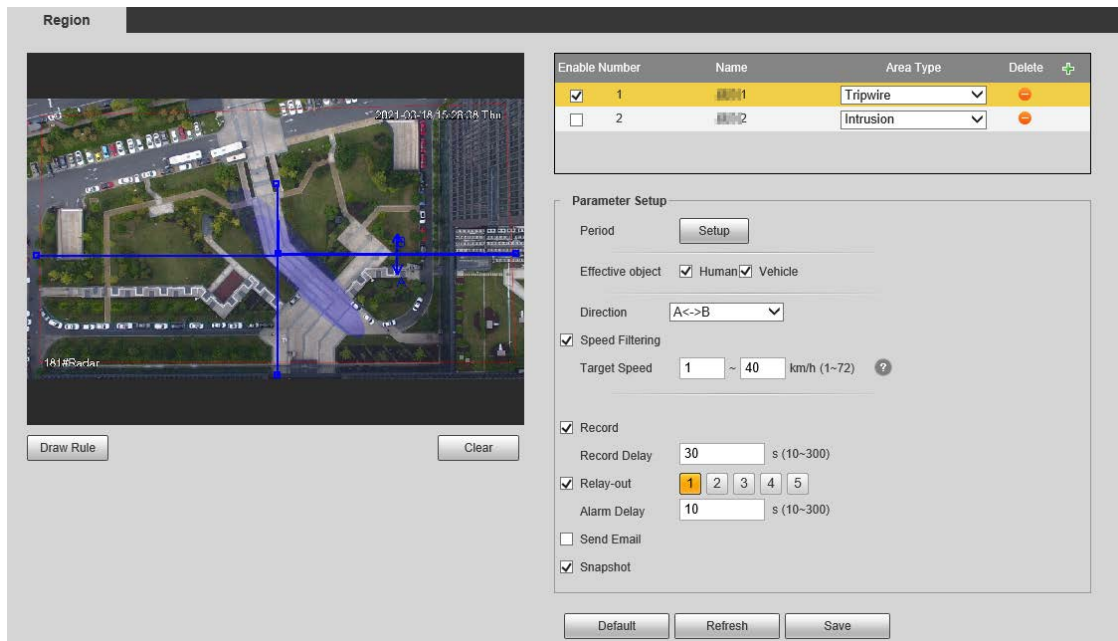 Region
Enable Number Name Area Type Delete
1 1 Tripwire
2 2 Intrusion
2021-03-18 15:28:38 Thu
B
A
181#Radar
Draw Rule Clear
Parameter Setup
Period Setup
Effective object Human Vehicle
Direction A<->B
Speed Filtering
Target Speed 1 ~ 40 km/h (1~72) ?
Record
Record Delay 30 s (10~300)
Relay-out 1 2 3 4 5
Alarm Delay 10 s (10~300)
Send Email
Snapshot
Default Refresh Save